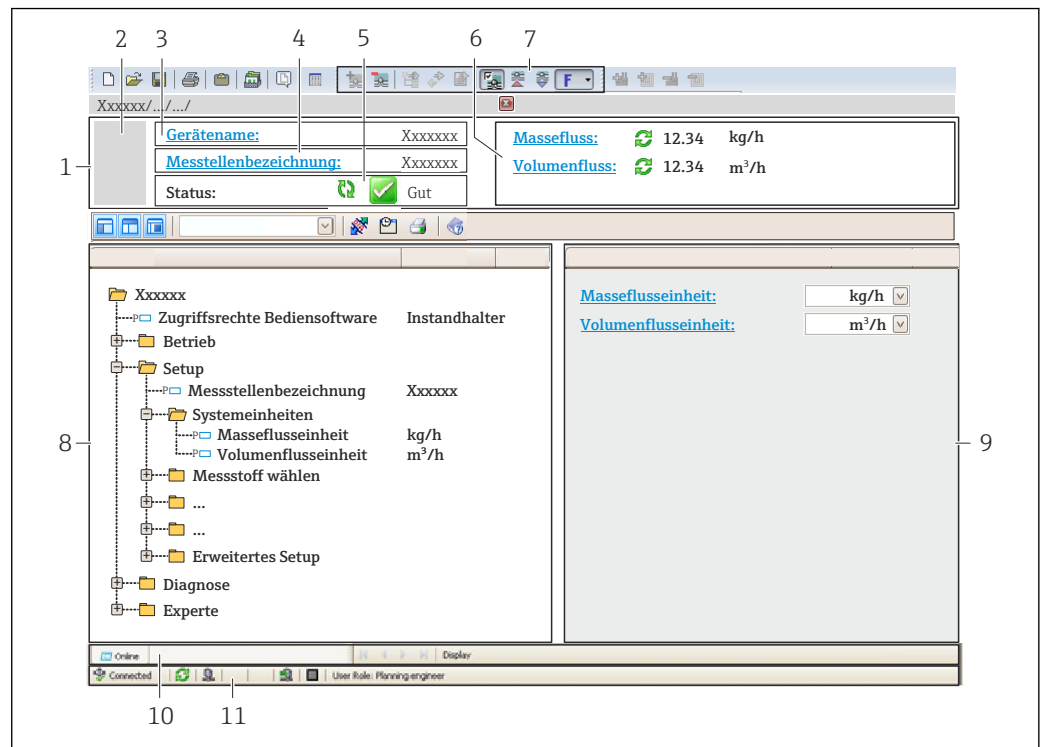 2 3 4 5 6 7
F
Xxxxxx/.../.../
Gerätename: Xxxxxxx
Massefluss: 12.34 kg/h
1
Messtellenbezeichnung: Xxxxxxx
Volumenfluss: 12.34 m³/h
Status: Gut
Xxxxxx
Masseflusseinheit: kg/h
Zugriffsrechte Bediensoftware Instandhalter
Volumenflusseinheit: m³/h
Betrieb
Setup
Messstellenbezeichnung Xxxxxx
Systemeinheiten
Masseflusseinheit kg/h
8
9
Volumenflusseinheit m³/h
Messstoff wählen
...
...
Erweitertes Setup
Diagnose
Experte
Online Display
Connected User Role: Planning engineer
10 11